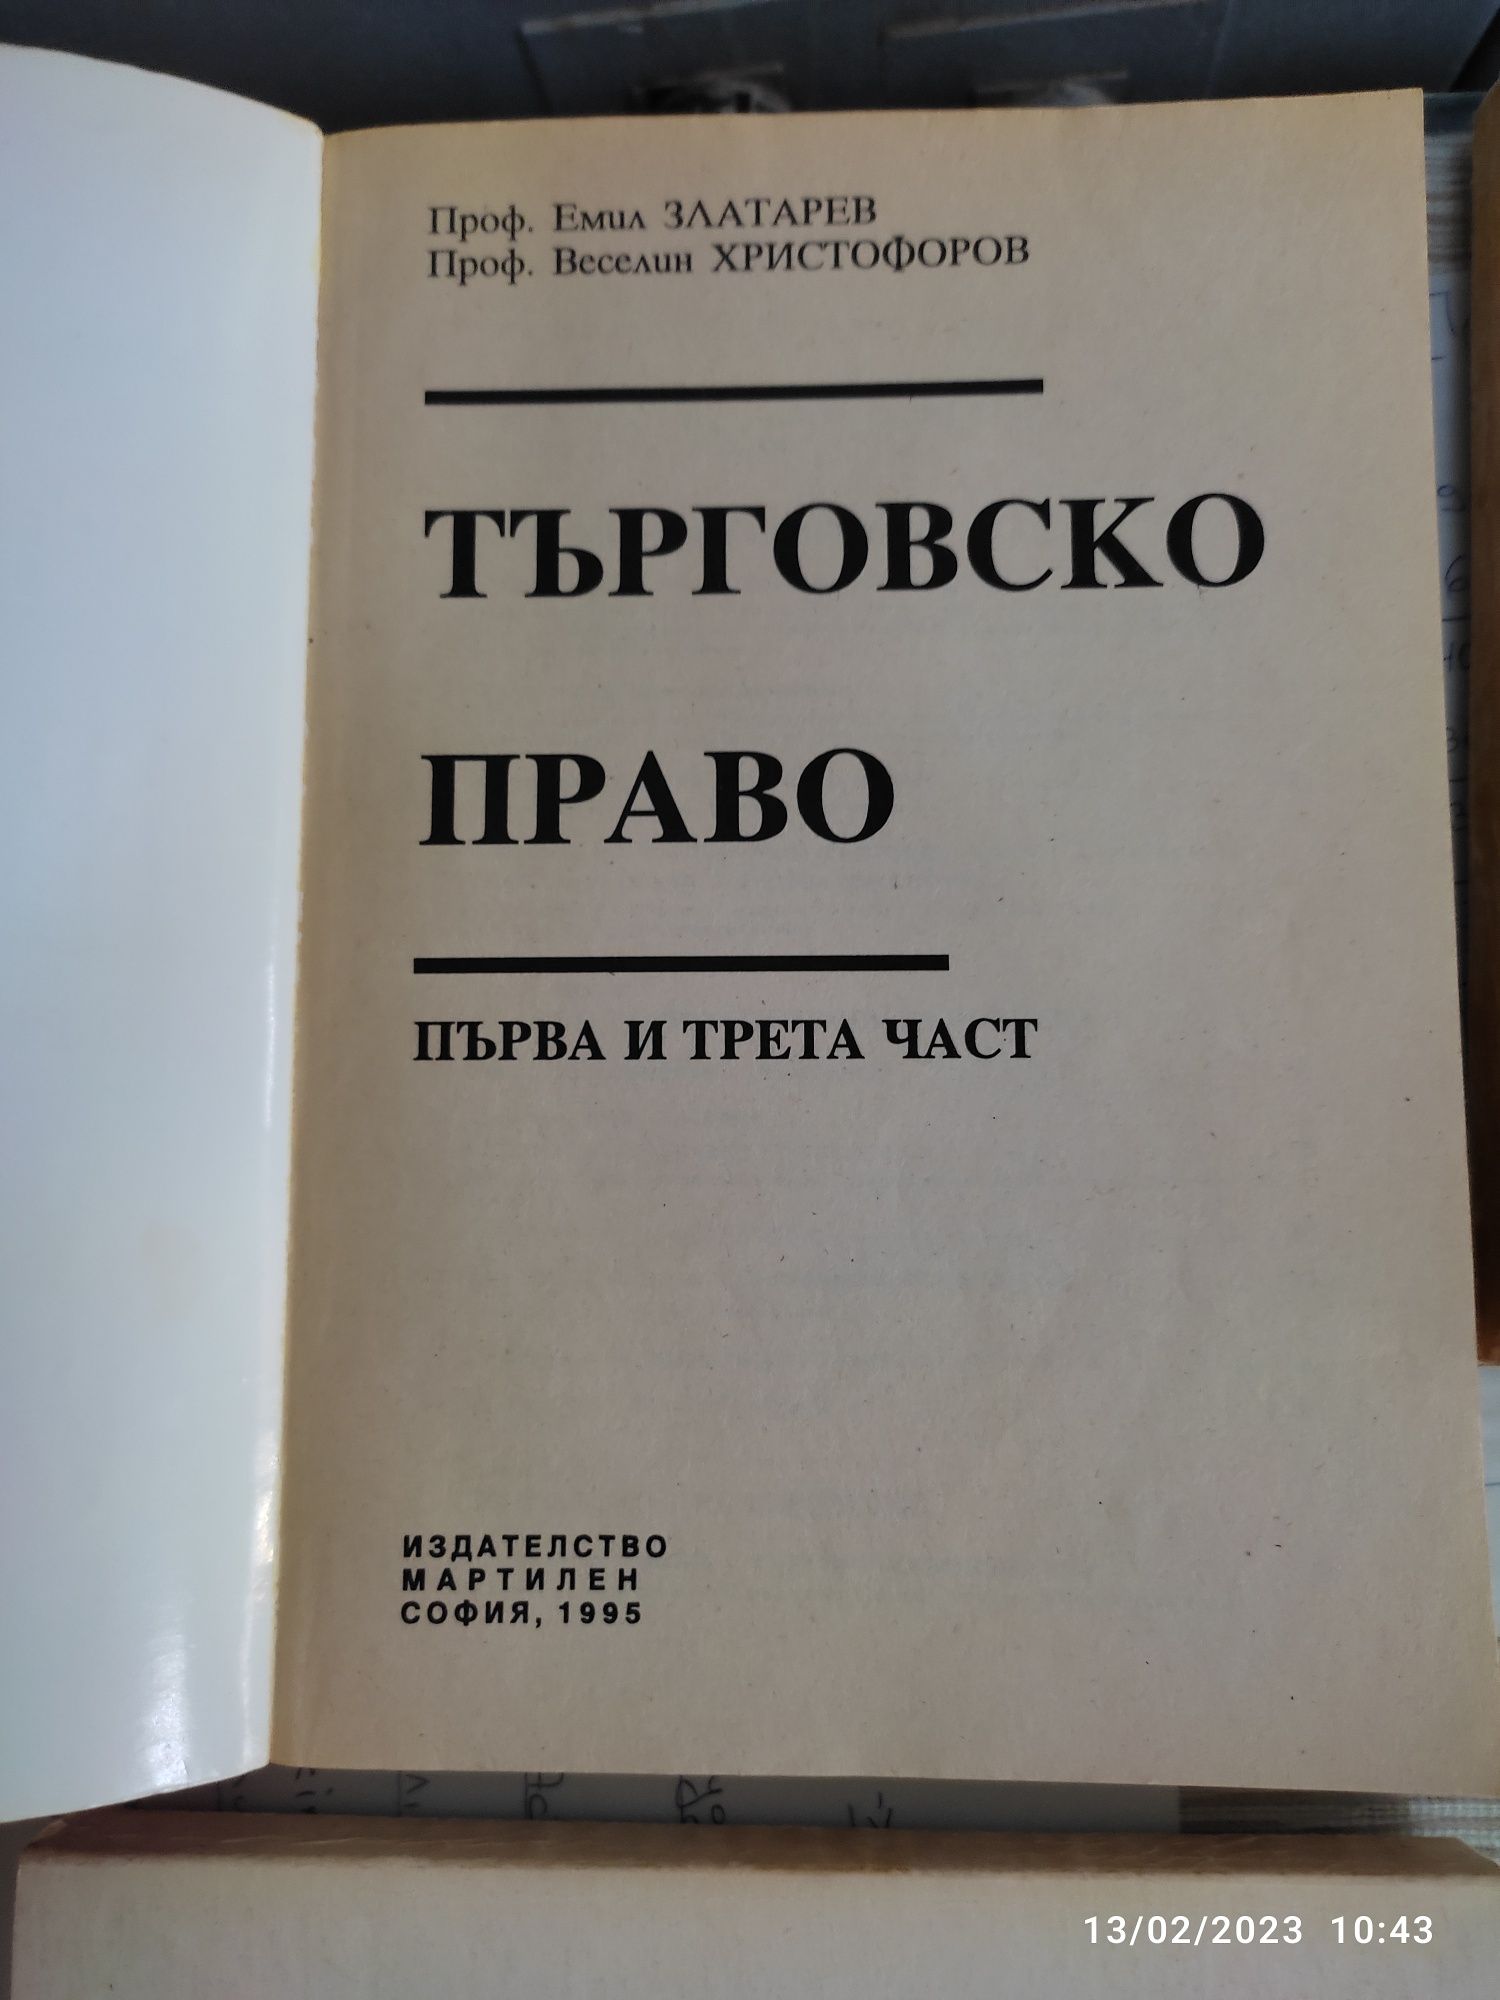 Проф. Емил ЗЛАТАРЕВ
Проф. Веселин ХРИСТОФОРОВ
ТЪРГОВСКО
ПРАВО
ПЪРВА И ТРЕТА ЧАСТ
ИЗДАТЕЛСТВО
МАРТИЛЕН
СОФИЯ, 1995
13/02/2023 10:43